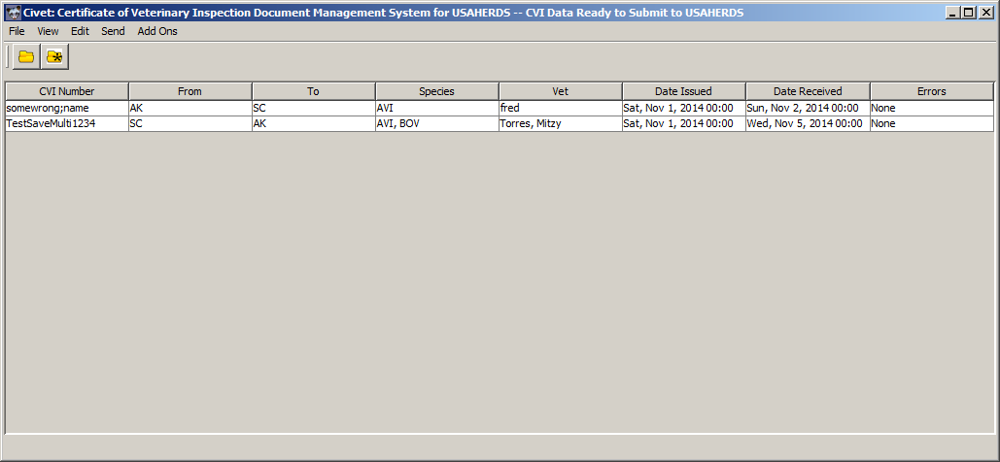 Civet: Certificate of Veterinary Inspection Document Management System for USAHERDS -- CVI Data Ready to Submit to USAHERDS
File View Edit Send Add Ons
CVI Number From To Species Vet Date Issued Date Received Errors
somewrong;name AK SC AVI fred Sat, Nov 1, 2014 00:00 Sun, Nov 2, 2014 00:00 None
TestSaveMulti1234 SC AK AVI, BOV Torres, Mitzy Sat, Nov 1, 2014 00:00 Wed, Nov 5, 2014 00:00 None